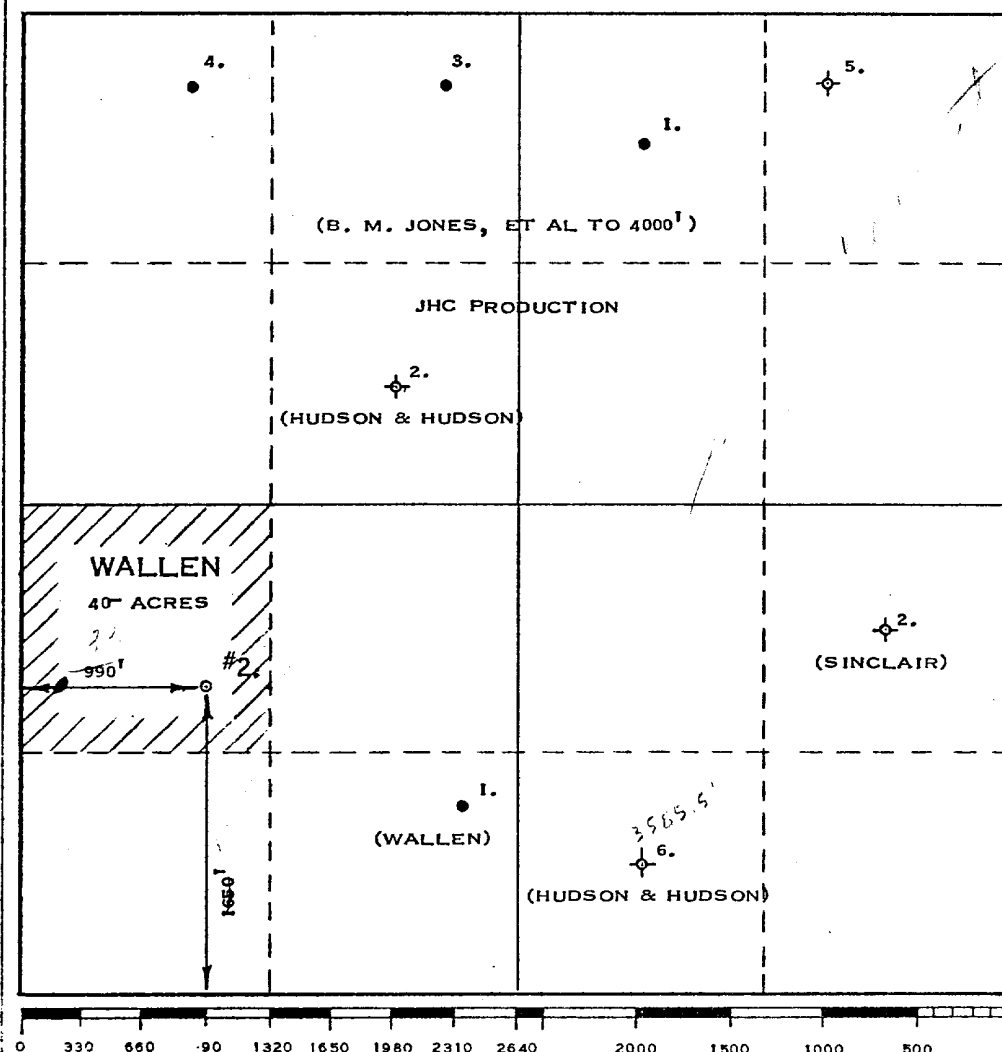 4.
3.
5.
1.
(B. M. JONES, ET AL TO 4000')
JHC PRODUCTION
2.
(HUDSON & HUDSON)
WALLEN
40 ACRES
2.
(SINCLAIR)
990'
#2.
1.
(WALLEN)
3585.5'
6.
(HUDSON & HUDSON)
1650'
0 330 660 .90 1320 1650 1980 2310 2640 2000 1500 1000 500